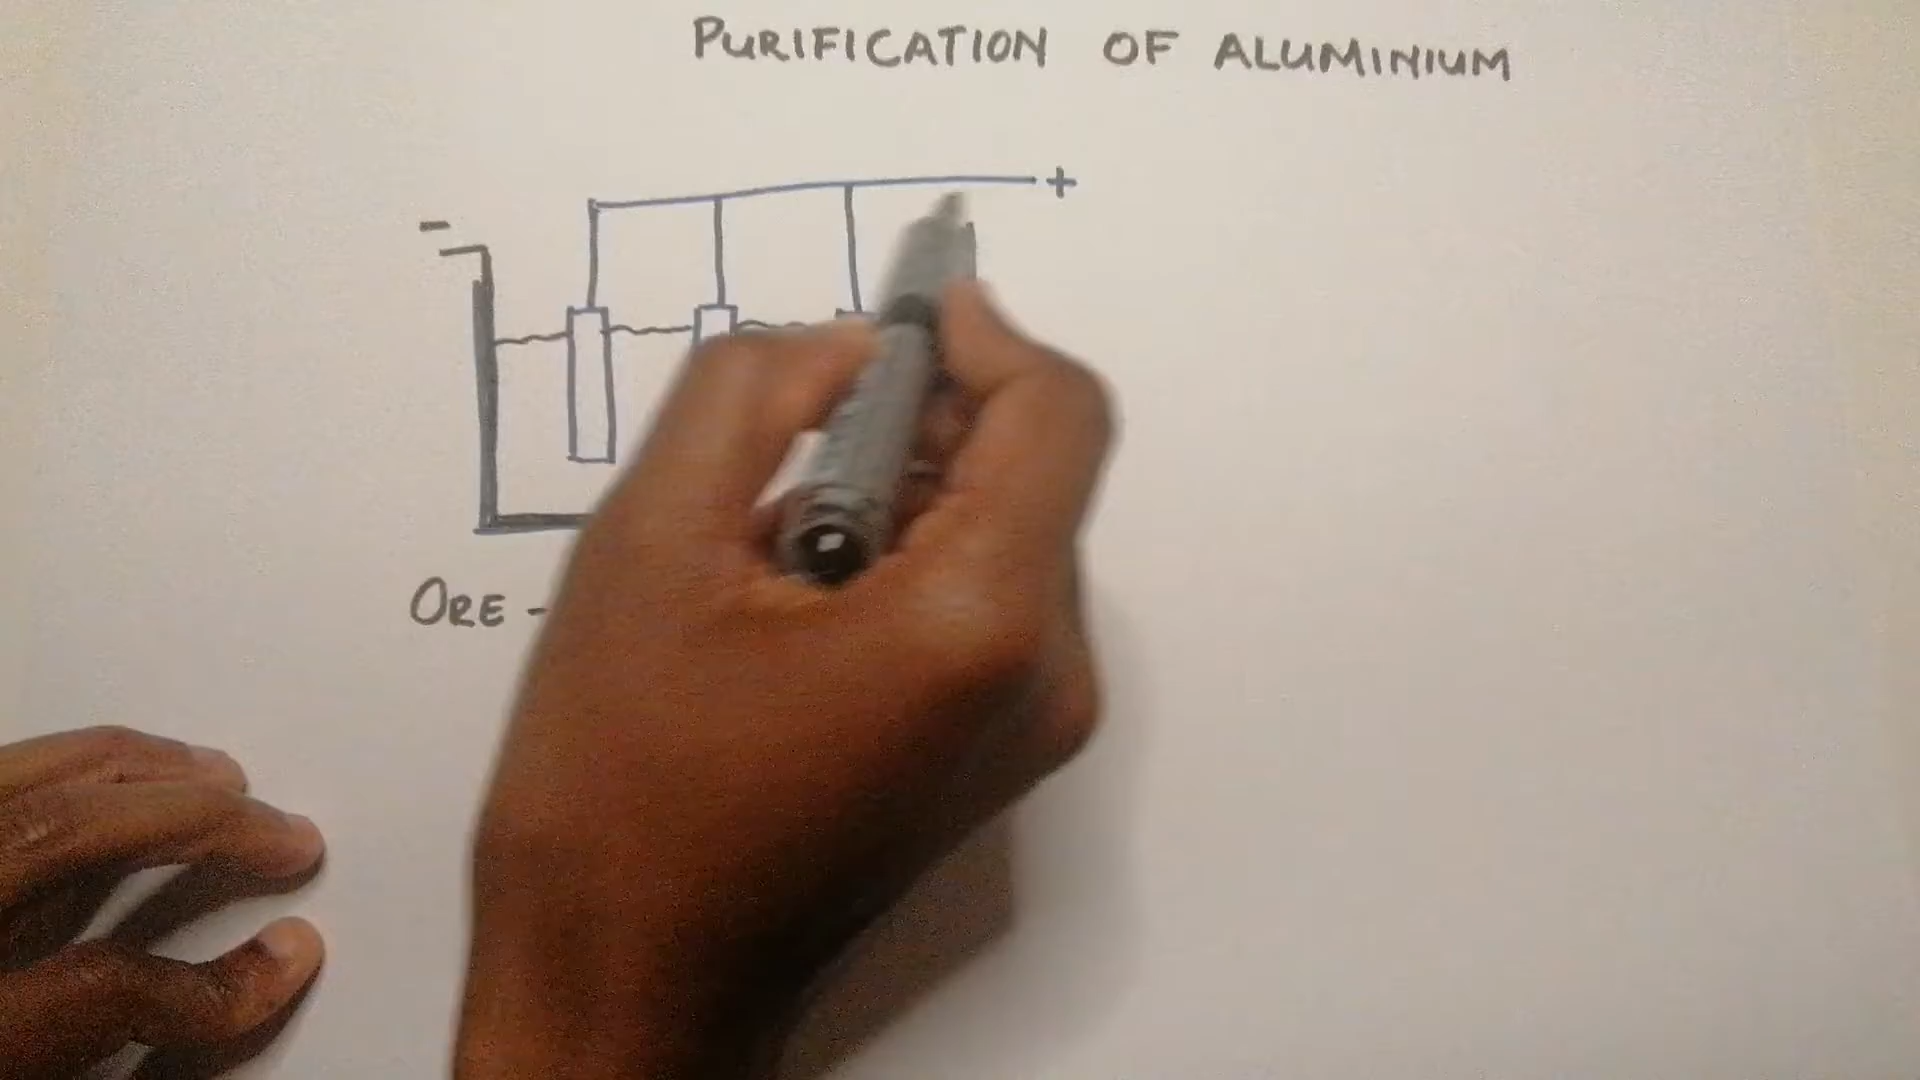 PURIFICATION OF ALUMINIUM
+
-
ORE -